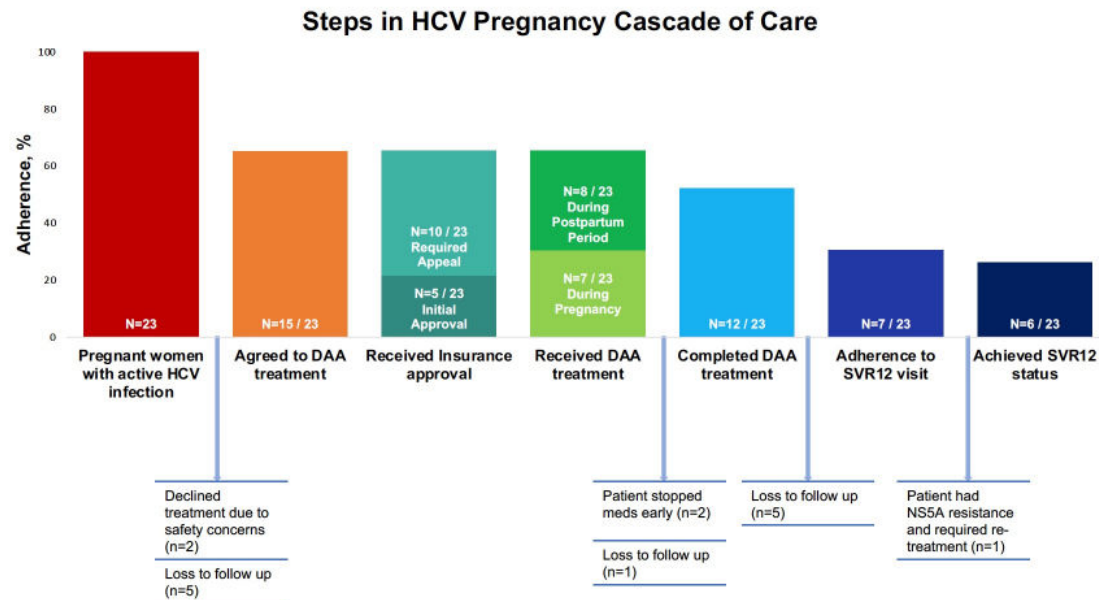 Steps in HCV Pregnancy Cascade of Care
Adherence, %
100
80
60
40
20
0
N=23
N=15 / 23
N=10 / 23
Required
Appeal
N=5 / 23
Initial
Approval
N=8 / 23
During
Postpartum
Period
N=7 / 23
During
Pregnancy
N=12 / 23
N=7 / 23
N=6 / 23
Pregnant women
with active HCV
infection
Agreed to DAA
treatment
Received Insurance
approval
Received DAA
treatment
Completed DAA
treatment
Adherence to
SVR12 visit
Achieved SVR12
status
Declined
treatment due to
safety concerns
(n=2)
Loss to follow up
(n=5)
Patient stopped
meds early (n=2)
Loss to follow up
(n=1)
Loss to follow up
(n=5)
Patient had
NS5A resistance
and required re-
treatment (n=1)